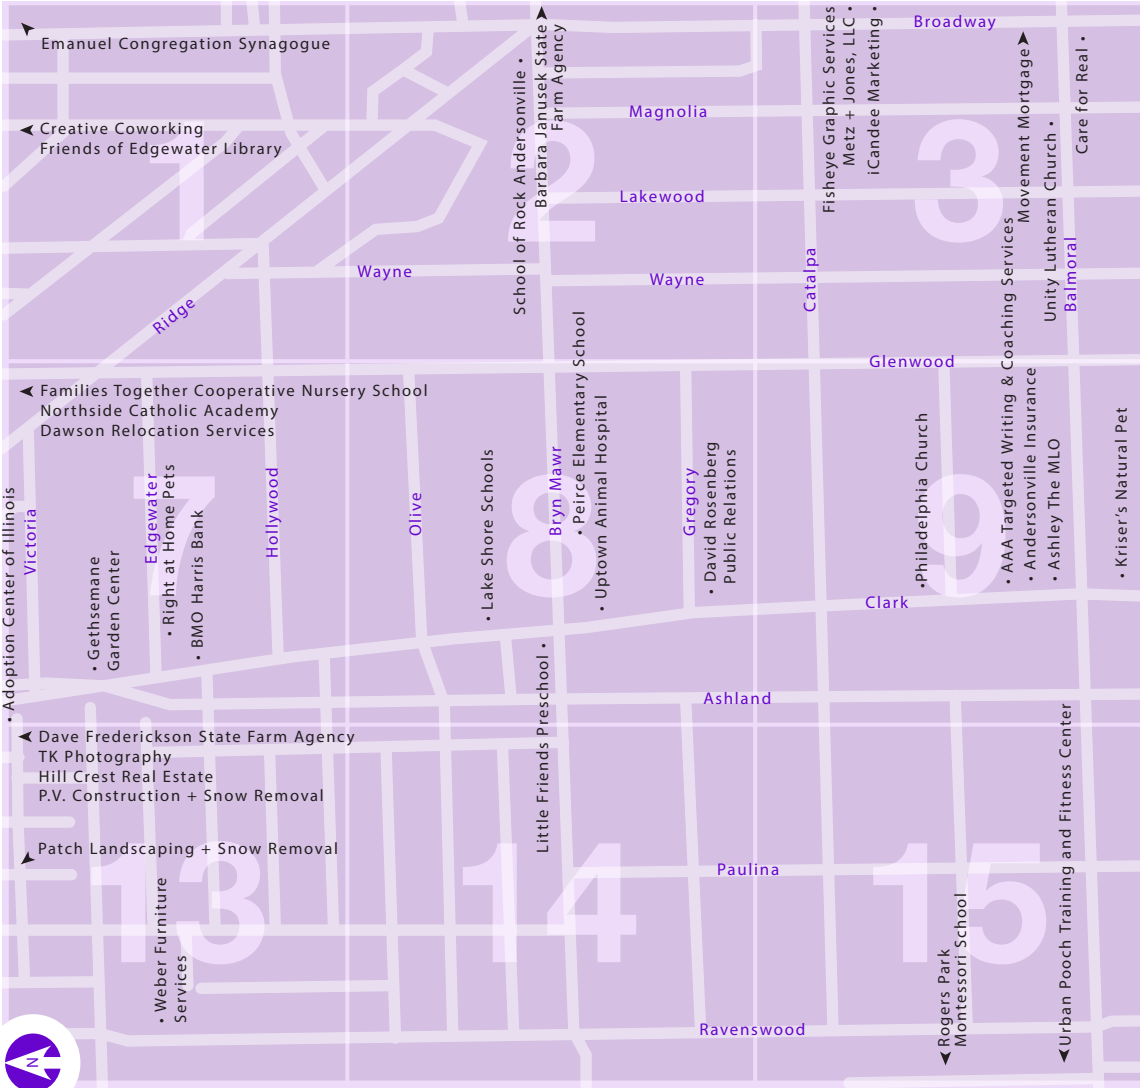 Broadway
Emanuel Congregation Synagogue
Barbara Janusek State
Farm Agency
School of Rock Andersonville •
Fisheye Graphic Services •
Metz + Jones, LLC •
iCandee Marketing •
Movement Mortgage
Care for Real •
Unity Lutheran Church •
Magnolia
Creative Coworking
Friends of Edgewater Library
1
2
3
Lakewood
Wayne
Wayne
Catalpa
Balmoral
Ridge
Glenwood
Families Together Cooperative Nursery School
Northside Catholic Academy
Dawson Relocation Services
• Adoption Center of Illinois
Victoria
• Gethsemane
Garden Center
Edgewater
• Right at Home Pets
• BMO Harris Bank
7
Hollywood
Olive
• Lake Shore Schools
8
Bryn Mawr
• Peirce Elementary School
• Uptown Animal Hospital
Gregory
• David Rosenberg
Public Relations
•Philadelphia Church
9
• AAA Targeted Writing & Coaching Services
• Andersonville Insurance
• Ashley The MLO
• Kriser's Natural Pet
Clark
Little Friends Preschool •
Ashland
Dave Frederickson State Farm Agency
TK Photography
Hill Crest Real Estate
P.V. Construction + Snow Removal
Patch Landscaping + Snow Removal
13
14
15
Paulina
• Weber Furniture
Services
Rogers Park
Montessori School
Urban Pooch Training and Fitness Center
Ravenswood
N